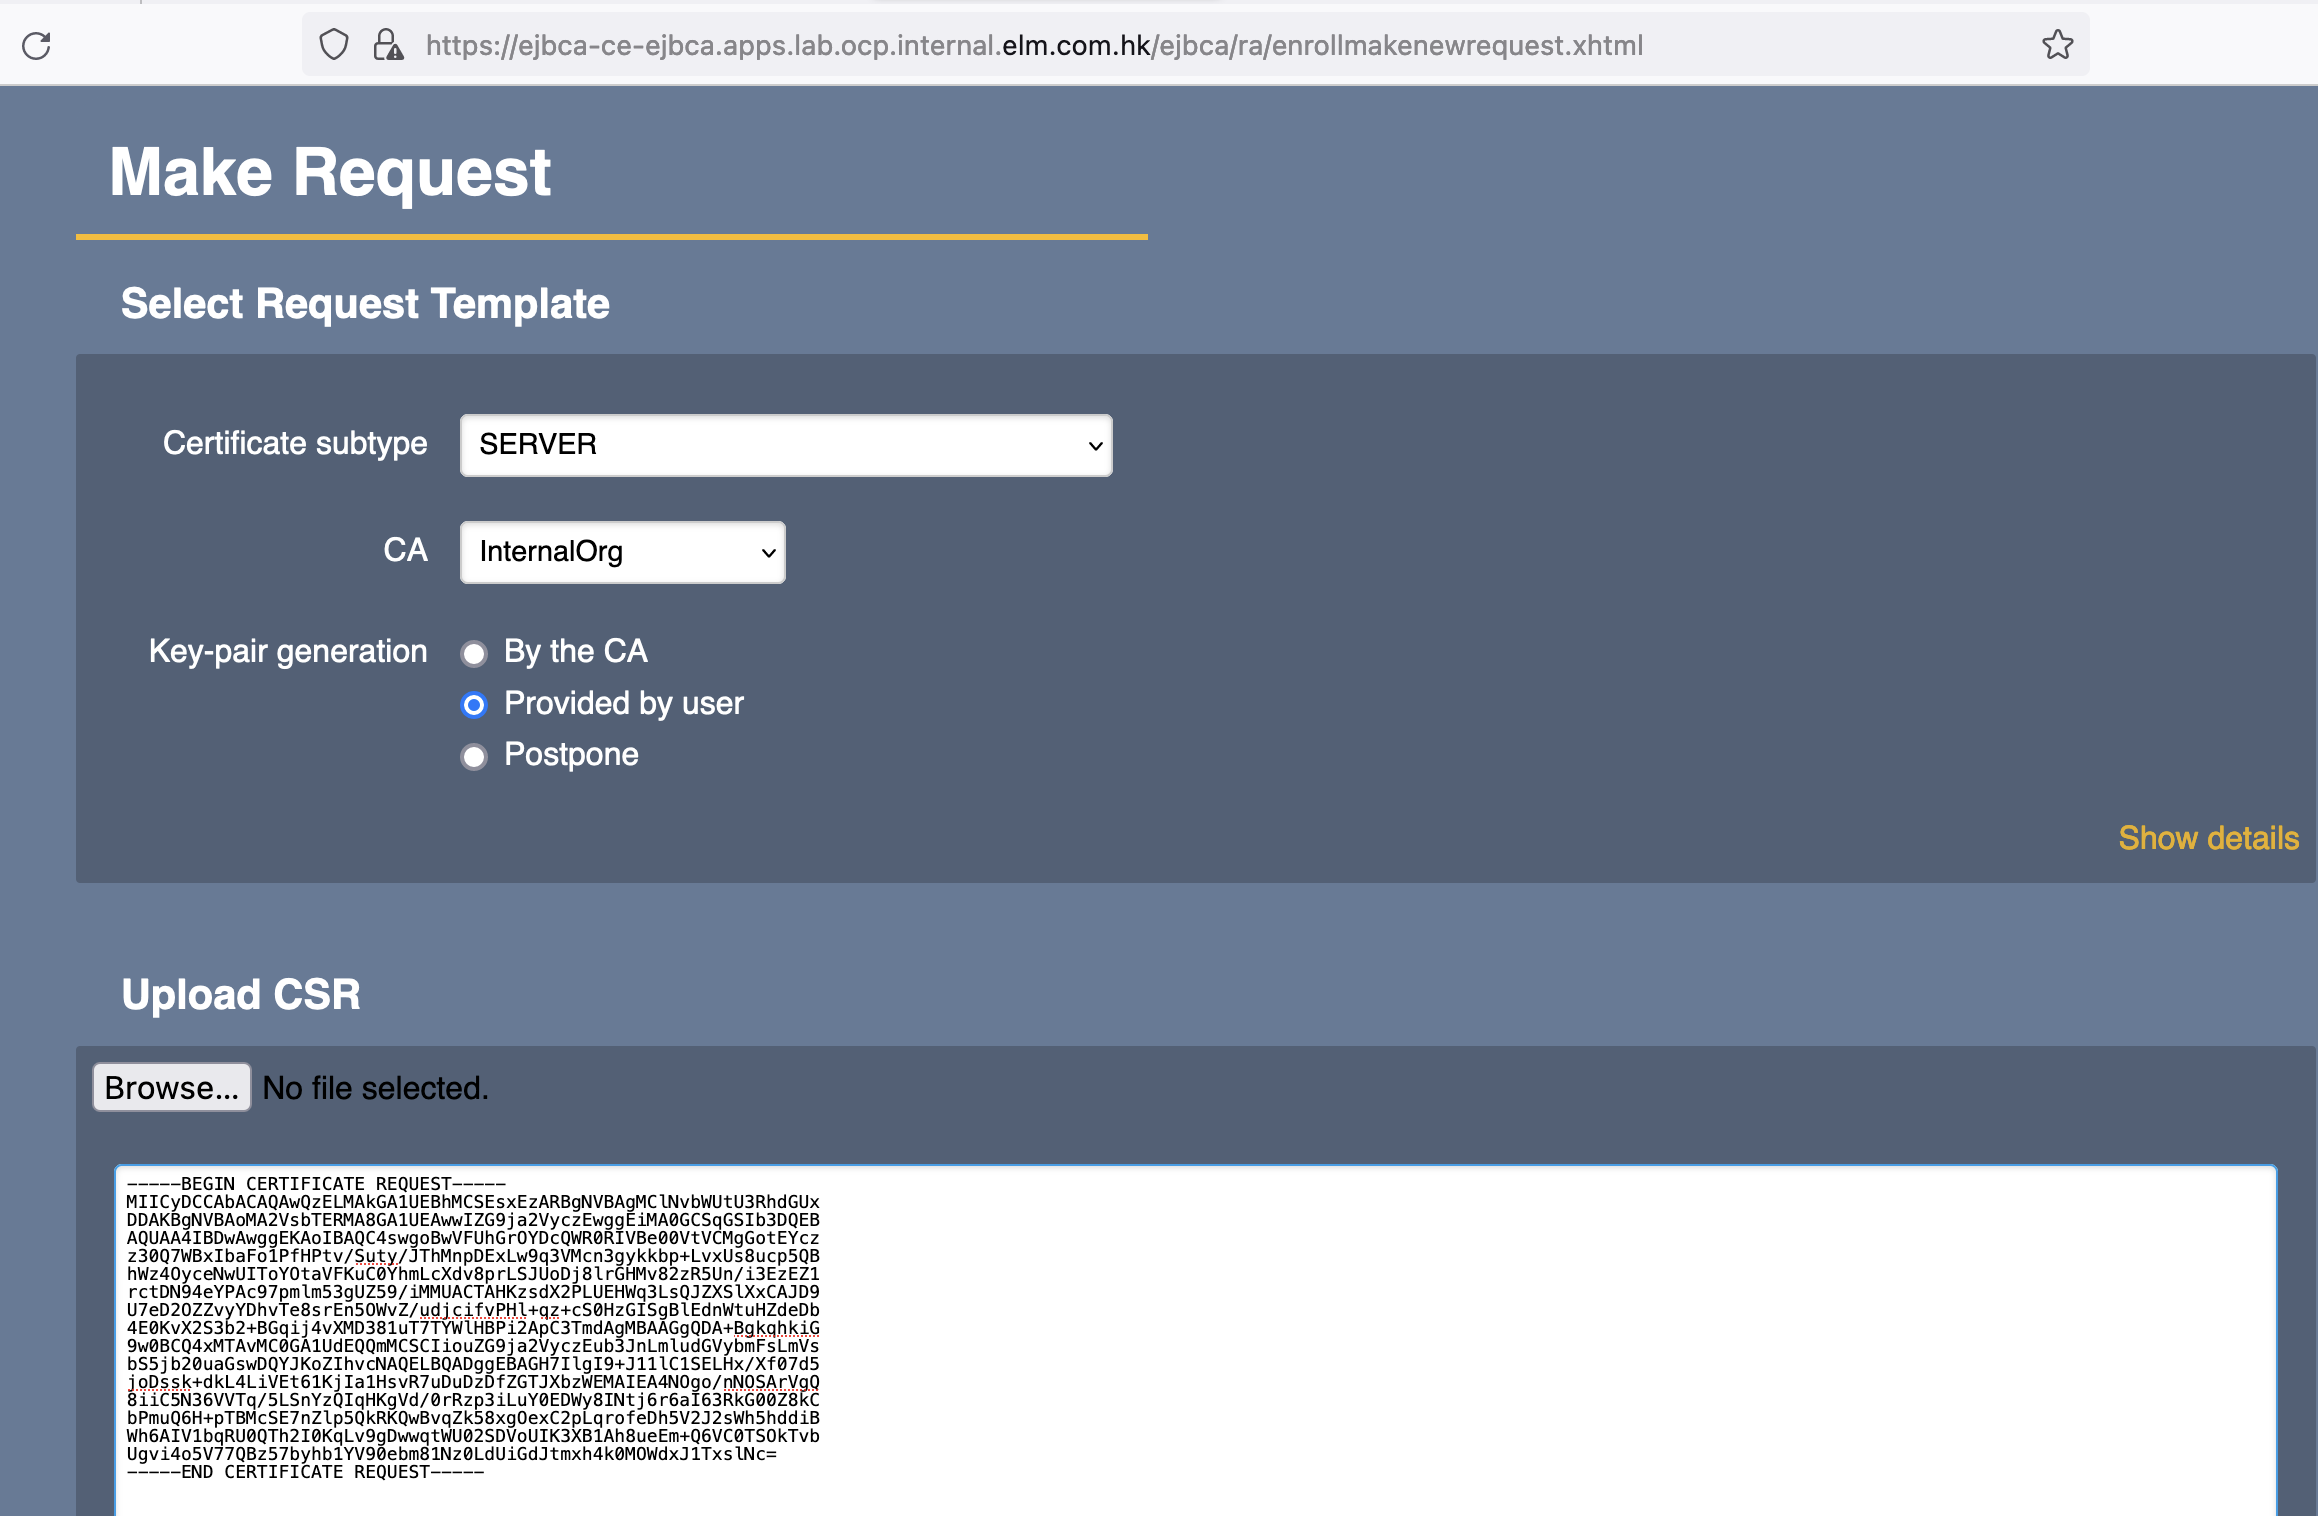 https://ejbca-ce-ejbca.apps.lab.ocp.internal.elm.com.hk/ejbca/ra/enrollmakenewrequest.xhtml
Make Request
Select Request Template
Certificate subtype SERVER
CA InternalOrg
Key-pair generation By the CA
Provided by user
Postpone
Show details
Upload CSR
Browse... No file selected.
-----BEGIN CERTIFICATE REQUEST-----
MIICyDCCAbACAQAwQzELMAkGA1UEBhMCSEsxEzARBgNVBAgMClNvbWUtU3RhdGUx
DDAKBgNVBAoMA2VsbTERMA8GA1UEAwwIZG9ja2VyczEwggEiMA0GCSqGSIb3DQEB
AQUAA4IBDwAwggEKAoIBAQC4swgoBwVFUhGrOYDcQWR0RIVBe00VtVCMgGotEYcz
z30Q7WBxIbaFo1PfHPtv/Suty/JThMnpDExLw9q3VMcn3gykkbp+LvxUs8ucp5QB
hWz4OyceNwUIToYOtaVFKuC0YhmLcXdv8prLSJUoDj8lrGHMv82zR5Un/i3EzEZ1
rctDN94eYPAc97pmlm53gUZ59/iMMUACTAHKzsdX2PLUEHWq3LsQJZXSlXxCAJD9
U7eD2OZZvyYDhvTe8srEn5OWvZ/udjcifvPHl+qz+cS0HzGISgBlEdnWtuHZdeDb
4E0KvX2S3b2+BGqij4vXMD381uT7TYWlHBPi2ApC3TmdAgMBAAGgQDA+BgkqhkiG
9w0BCQ4xMTAvMC0GA1UdEQQmMCSCIiouZG9ja2VyczEub3JnLmludGVybmFsLmVs
bS5jb20uaGswDQYJKoZIhvcNAQELBQADggEBAGH7IlgI9+J11lC1SELHx/Xf07d5
joDssk+dkL4LiVEt61KjIa1HsvR7uDuDzDfZGTJXbzWEMAIEA4NOgo/nNOSArVgQ
8iiC5N36VVTq/5LSnYzQIqHKgVd/0rRzp3iLuY0EDWy8INtj6r6aI63RkG00Z8kC
bPmuQ6H+pTBMcSE7nZlp5QkRKQwBvqZk58xgOexC2pLqrofeDh5V2J2sWh5hddiB
Wh6AIV1bqRU0QTh2I0KqLv9gDwwqtWU02SDVoUIK3XB1Ah8ueEm+Q6VC0TSOkTvb
Ugvi4o5V77QBz57byhb1YV90ebm81Nz0LdUiGdJtmxh4k0MOWdxJ1TxslNc=
-----END CERTIFICATE REQUEST-----